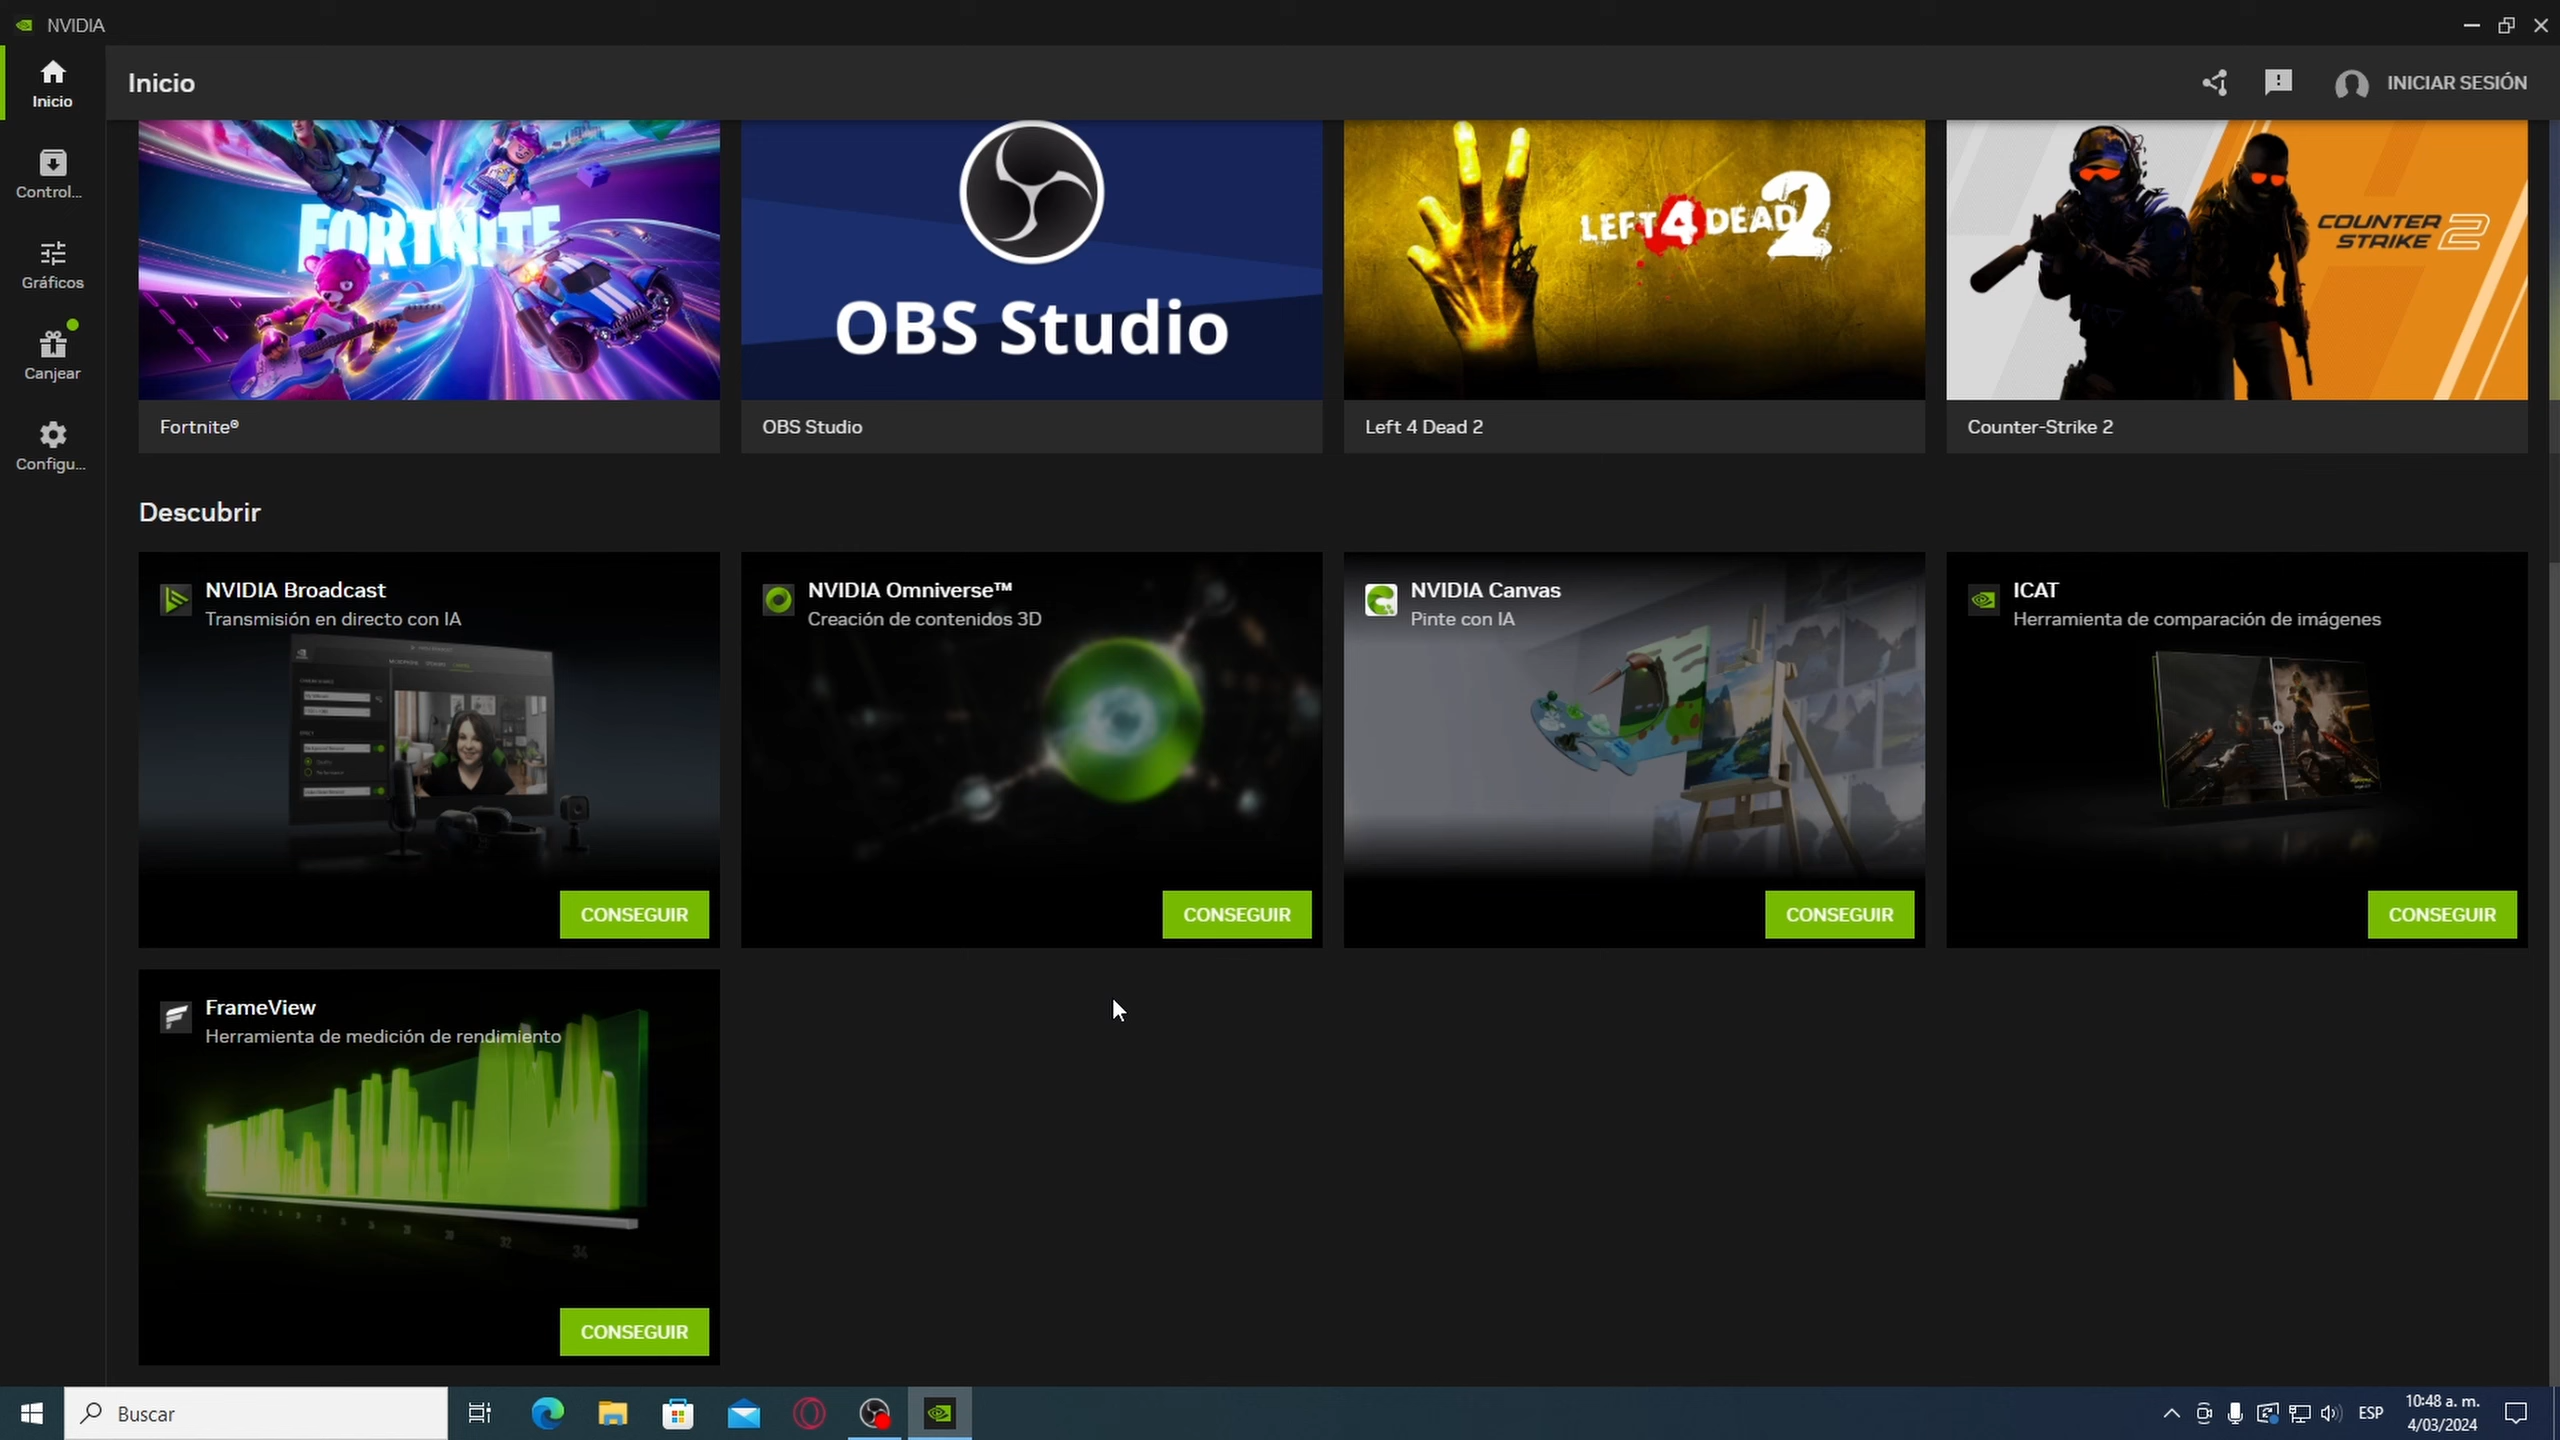 NVIDIA
Inicio
Control...
Gráficos
Canjear
Configu...
Inicio
INICIAR SESIÓN
FORTNITE
OBS Studio
LEFT 4 DEAD 2
COUNTER
STRIKE 2
Fortnite®
OBS Studio
Left 4 Dead 2
Counter-Strike 2
Descubrir
NVIDIA Broadcast
Transmisión en directo con IA
CONSEGUIR
NVIDIA Omniverse™
Creación de contenidos 3D
CONSEGUIR
NVIDIA Canvas
Pinte con IA
CONSEGUIR
ICAT
Herramienta de comparación de imágenes
CONSEGUIR
FrameView
Herramienta de medición de rendimiento
32
34
CONSEGUIR
Buscar
ESP
10:48 a. m.
4/03/2024